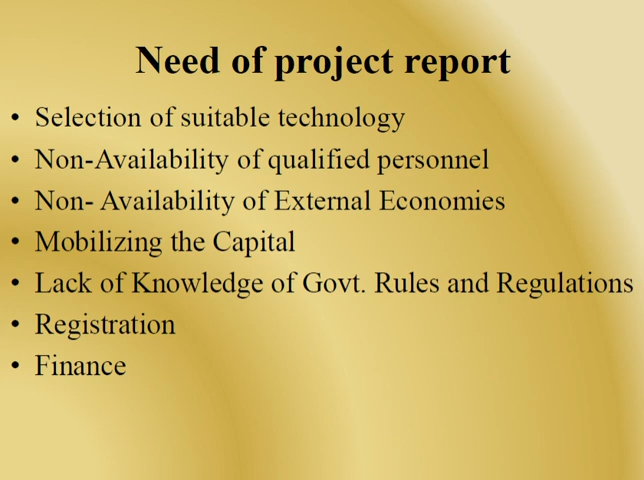 Need of project report
• Selection of suitable technology
• Non-Availability of qualified personnel
• Non- Availability of External Economies
• Mobilizing the Capital
• Lack of Knowledge of Govt. Rules and Regulations
• Registration
• Finance